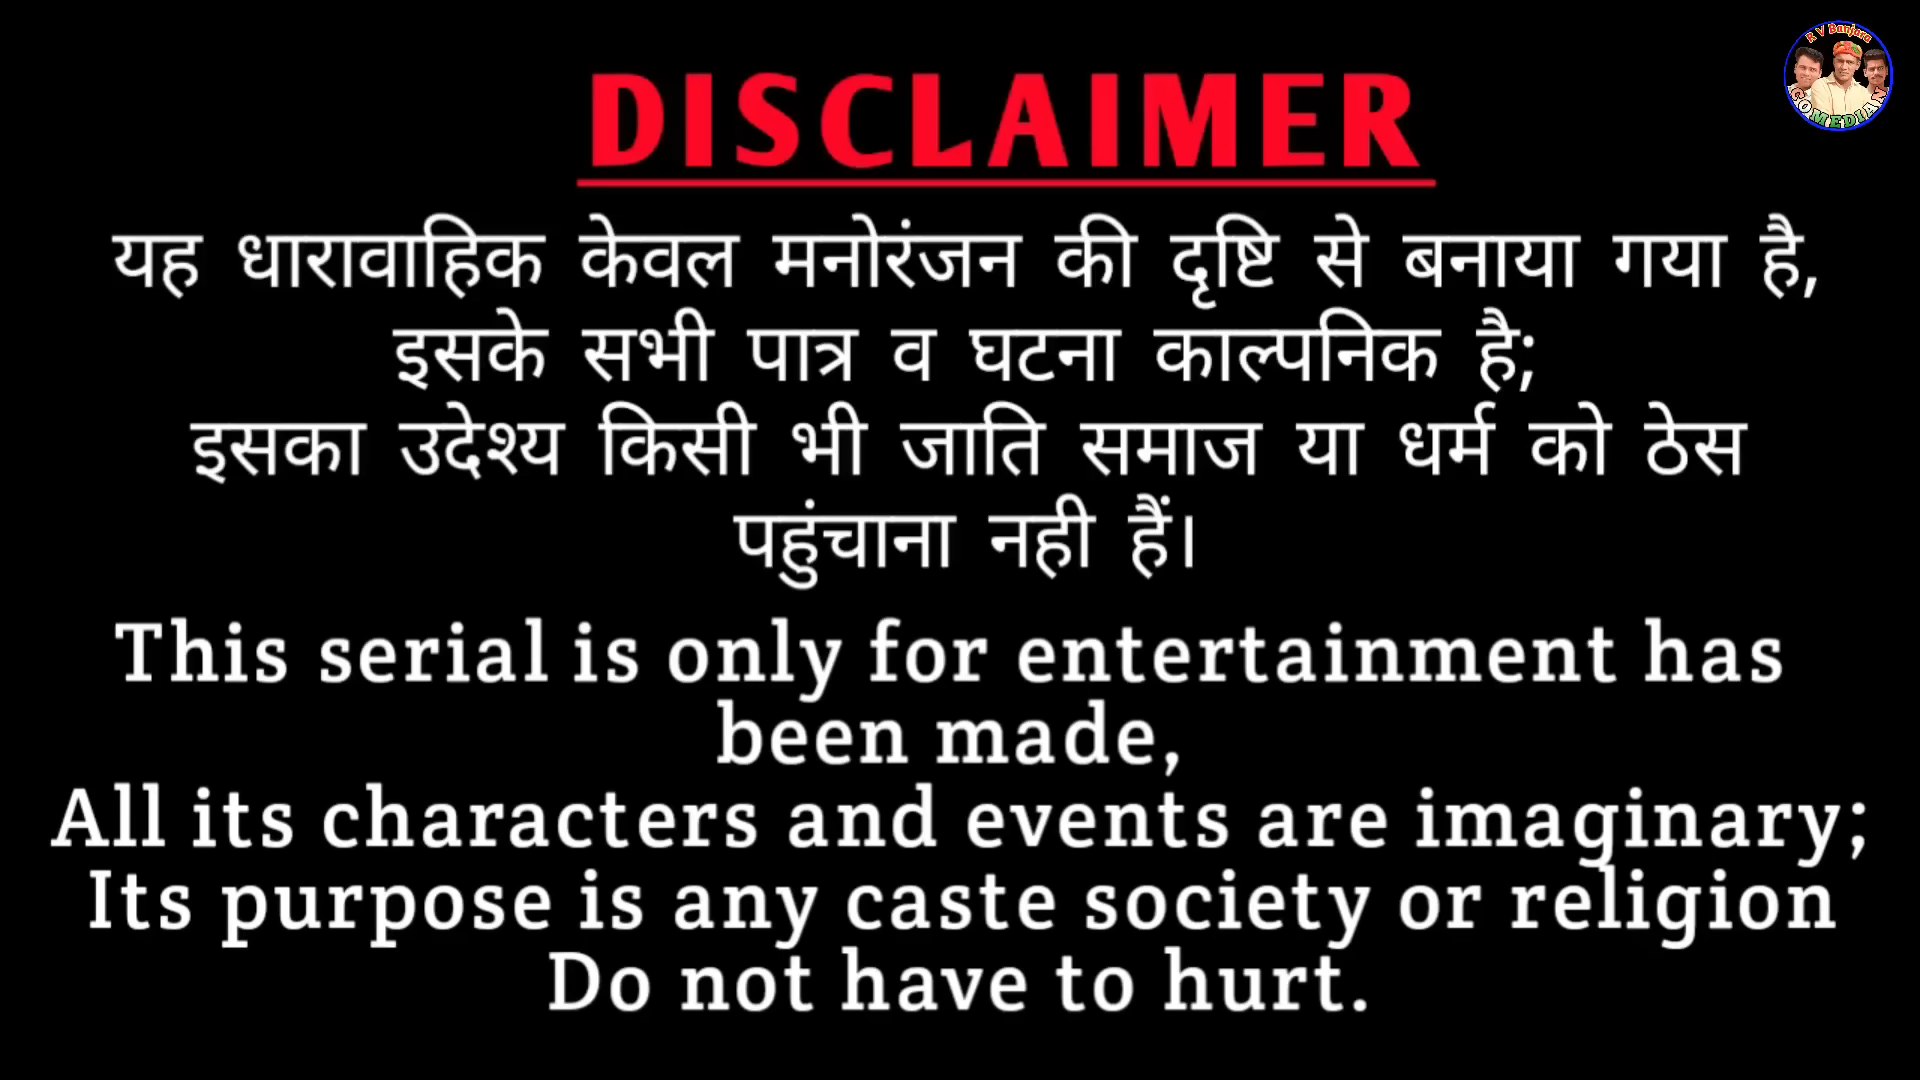 R V Banjara
COMEDIAN
DISCLAIMER
यह धारावाहिक केवल मनोरंजन की दृष्टि से बनाया गया है,
इसके सभी पात्र व घटना काल्पनिक है;
इसका उदेश्य किसी भी जाति समाज या धर्म को ठेस
पहुंचाना नही हैं।
This serial is only for entertainment has
been made,
All its characters and events are imaginary;
Its purpose is any caste society or religion
Do not have to hurt.